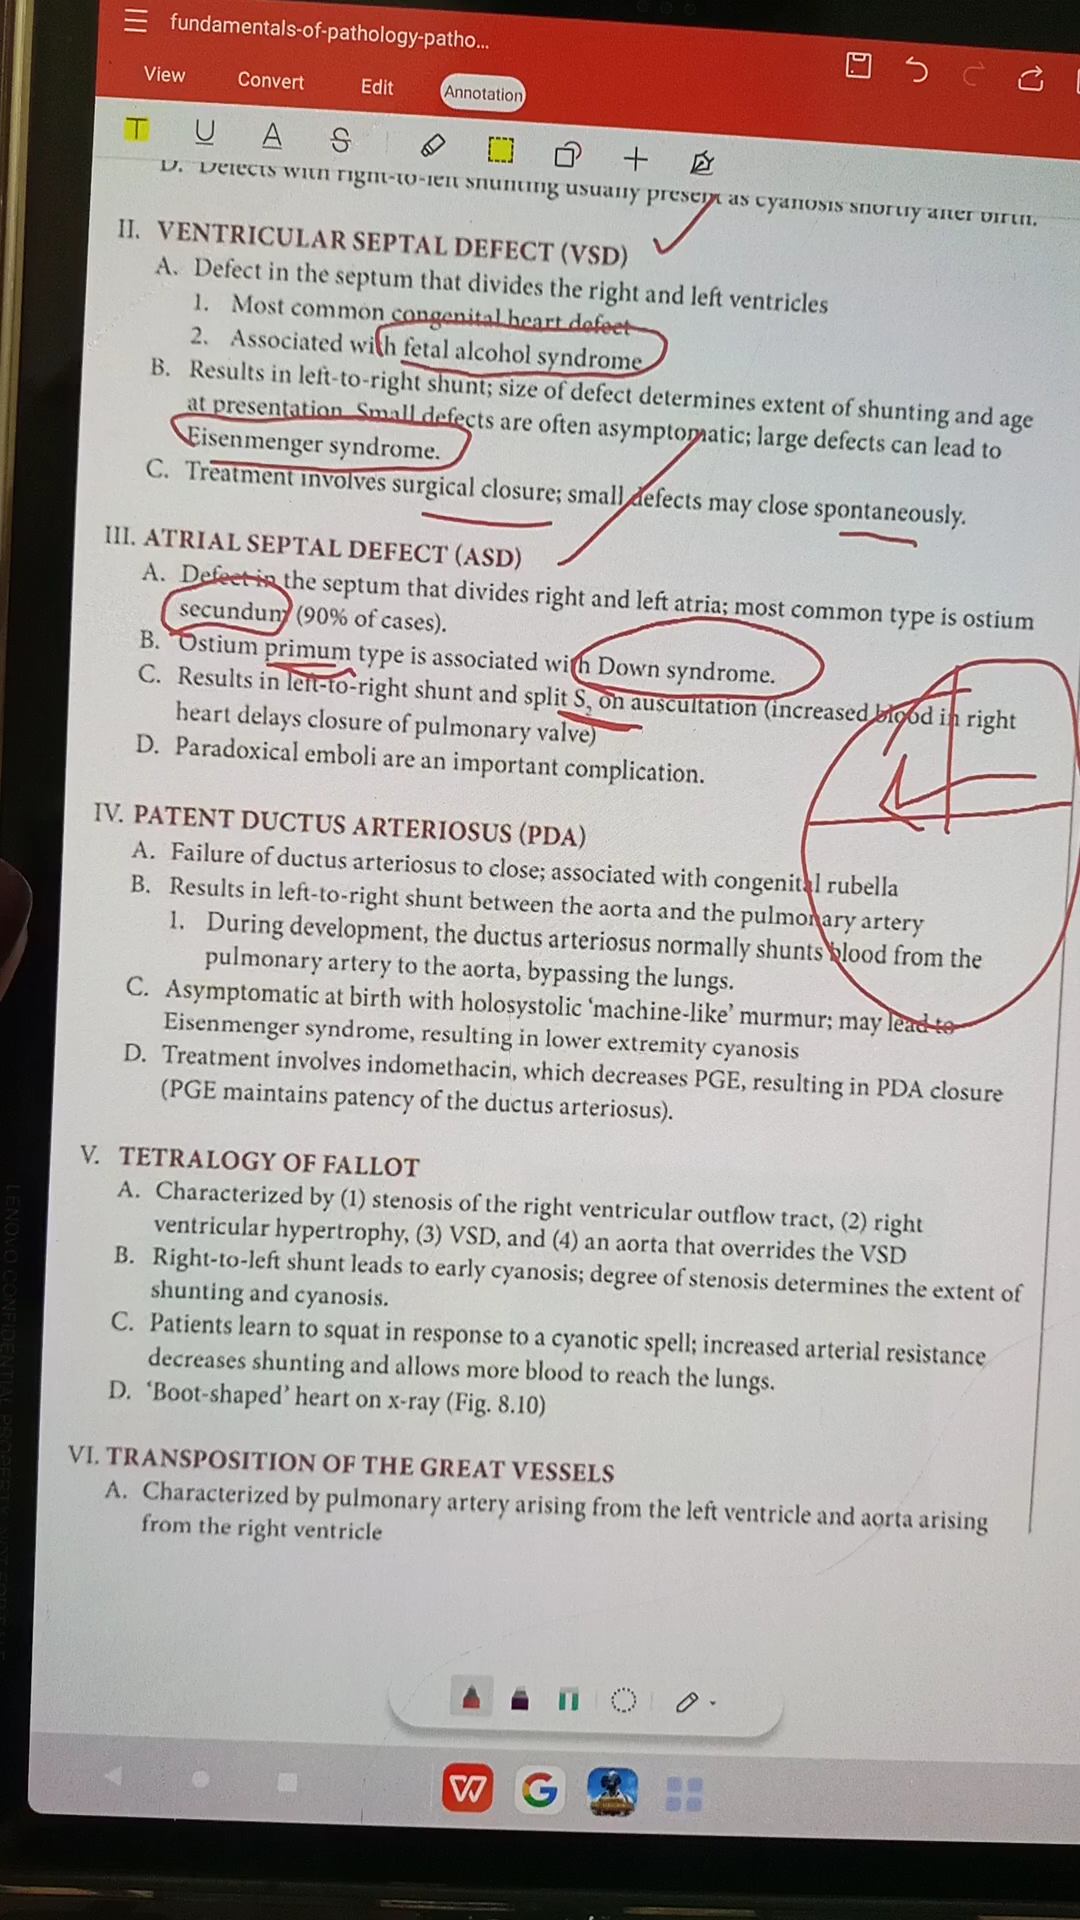 fundamentals-of-pathology-patho...
View Convert Edit Annotation
T U A S
D. Defects with right-to-left shunting usually present as cyanosis shortly after birth.
II. VENTRICULAR SEPTAL DEFECT (VSD)
A. Defect in the septum that divides the right and left ventricles
1. Most common congenital heart defect
2. Associated with fetal alcohol syndrome
B. Results in left-to-right shunt; size of defect determines extent of shunting and age
at presentation. Small defects are often asymptomatic; large defects can lead to
Eisenmenger syndrome.
C. Treatment involves surgical closure; small defects may close spontaneously.
III. ATRIAL SEPTAL DEFECT (ASD)
A. Defect in the septum that divides right and left atria; most common type is ostium
secundum (90% of cases).
B. Ostium primum type is associated with Down syndrome.
C. Results in left-to-right shunt and split S₂ on auscultation (increased blood in right
heart delays closure of pulmonary valve)
D. Paradoxical emboli are an important complication.
IV. PATENT DUCTUS ARTERIOSUS (PDA)
A. Failure of ductus arteriosus to close; associated with congenital rubella
B. Results in left-to-right shunt between the aorta and the pulmonary artery
1. During development, the ductus arteriosus normally shunts blood from the
pulmonary artery to the aorta, bypassing the lungs.
C. Asymptomatic at birth with holosystolic ‘machine-like’ murmur; may lead to
Eisenmenger syndrome, resulting in lower extremity cyanosis
D. Treatment involves indomethacin, which decreases PGE, resulting in PDA closure
(PGE maintains patency of the ductus arteriosus).
V. TETRALOGY OF FALLOT
A. Characterized by (1) stenosis of the right ventricular outflow tract, (2) right
ventricular hypertrophy, (3) VSD, and (4) an aorta that overrides the VSD
B. Right-to-left shunt leads to early cyanosis; degree of stenosis determines the extent of
shunting and cyanosis.
C. Patients learn to squat in response to a cyanotic spell; increased arterial resistance
decreases shunting and allows more blood to reach the lungs.
D. ‘Boot-shaped’ heart on x-ray (Fig. 8.10)
VI. TRANSPOSITION OF THE GREAT VESSELS
A. Characterized by pulmonary artery arising from the left ventricle and aorta arising
from the right ventricle
LENOVO CONFIDENTIAL